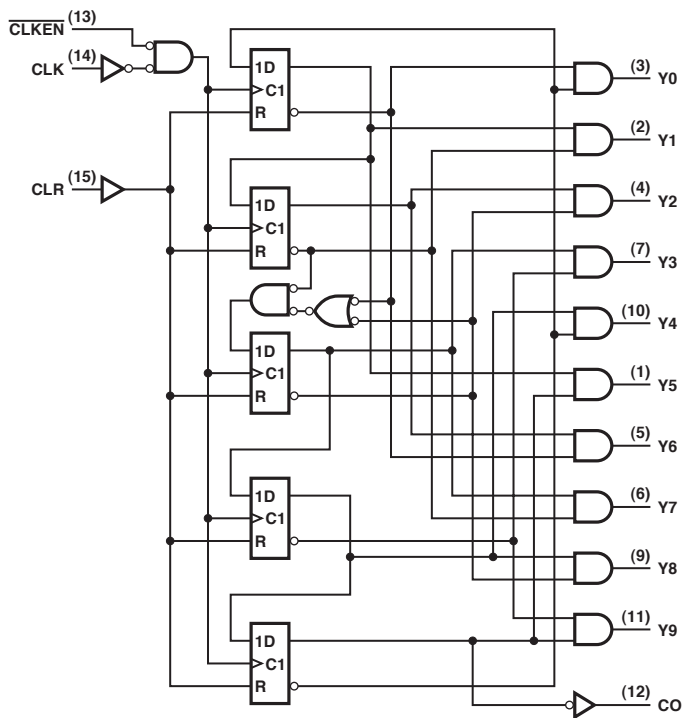 CLKEN (13)
CLK (14)
CLR (15)
1D
C1
R
1D
C1
R
1D
C1
R
1D
C1
R
1D
C1
R
(3) Y0
(2) Y1
(4) Y2
(7) Y3
(10) Y4
(1) Y5
(5) Y6
(6) Y7
(9) Y8
(11) Y9
(12) CO